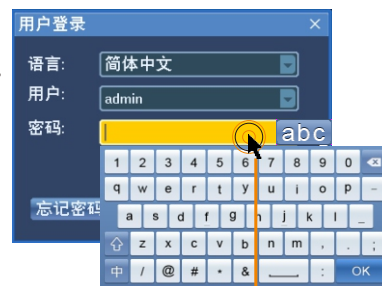 用户登录 ×
语言: 简体中文
用户: admin
密码: abc
1 2 3 4 5 6 7 8 9 0
q w e r t y u i o p -
忘记密码
a s d f g h j k l _
z x c v b n m , . ;
中 / @ # * & :  OK